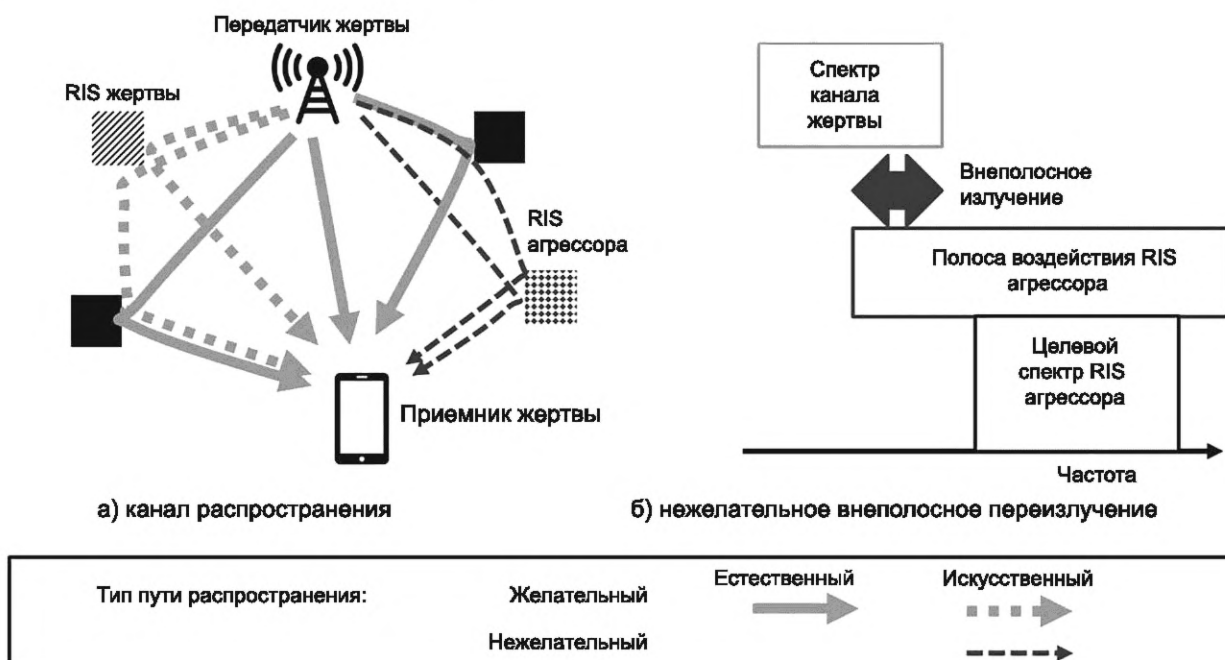 Передатчик жертвы
RIS жертвы
RIS
агрессора
Приемник жертвы
а) канал распространения
Спектр
канала
жертвы
Внеполосное
излучение
Полоса воздействия RIS
агрессора
Целевой
спектр RIS
агрессора
Частота
б) нежелательное внеполосное переизлучение
Тип пути распространения:
Естественный
Искусственный
Желательный
Нежелательный